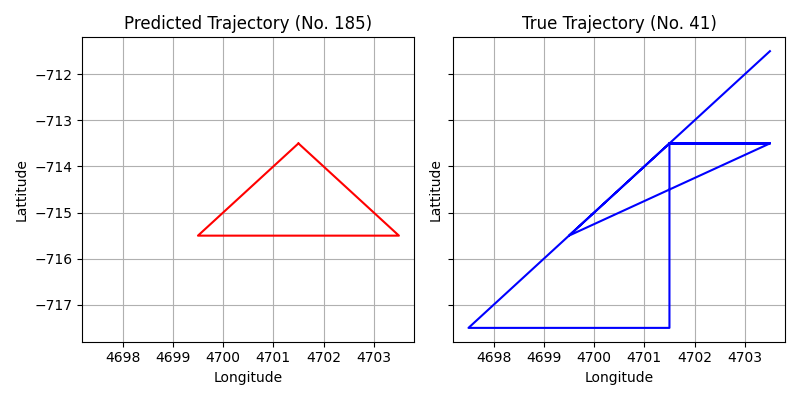 Predicted Trajectory (No. 185)
True Trajectory (No. 41)
Lattitude
−712
−713
−714
−715
−716
−717
4698 4699 4700 4701 4702 4703
Longitude
Lattitude
4698 4699 4700 4701 4702 4703
Longitude